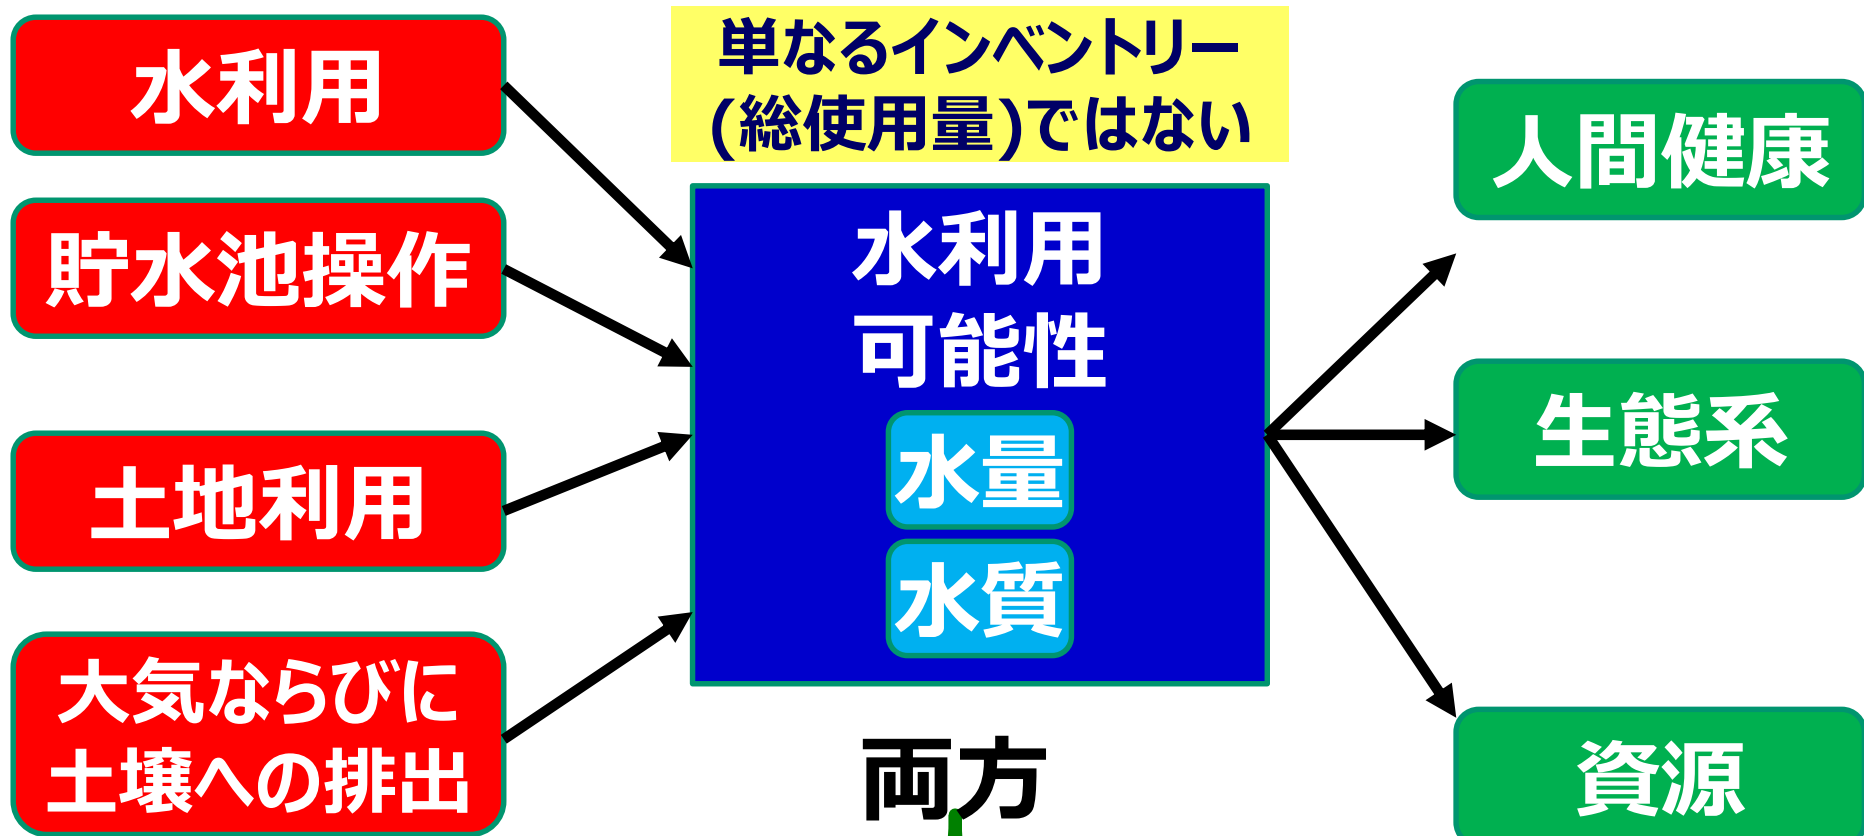 水利用
貯水池操作
土地利用
大気ならびに
土壌への排出
単なるインベントリー
(総使用量)ではない
水利用
可能性
水量
水質
両方
人間健康
生態系
資源